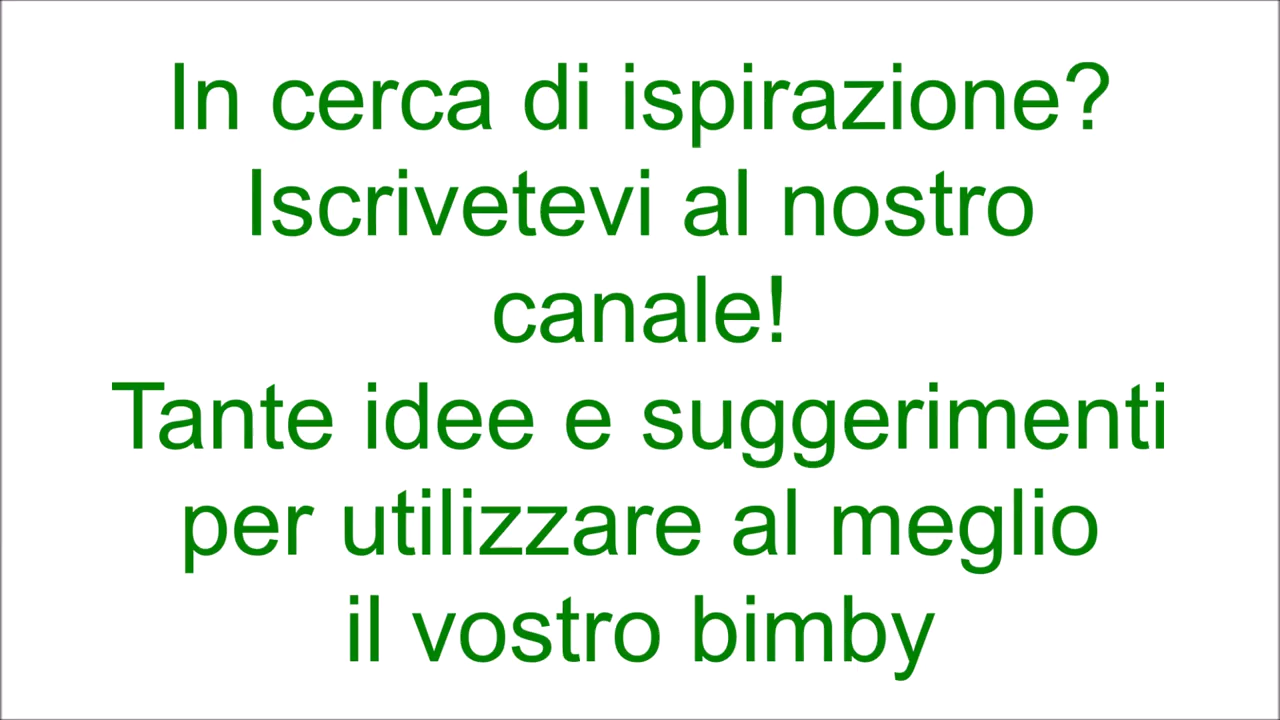 In cerca di ispirazione?
Iscrivetevi al nostro
canale!
Tante idee e suggerimenti
per utilizzare al meglio
il vostro bimby